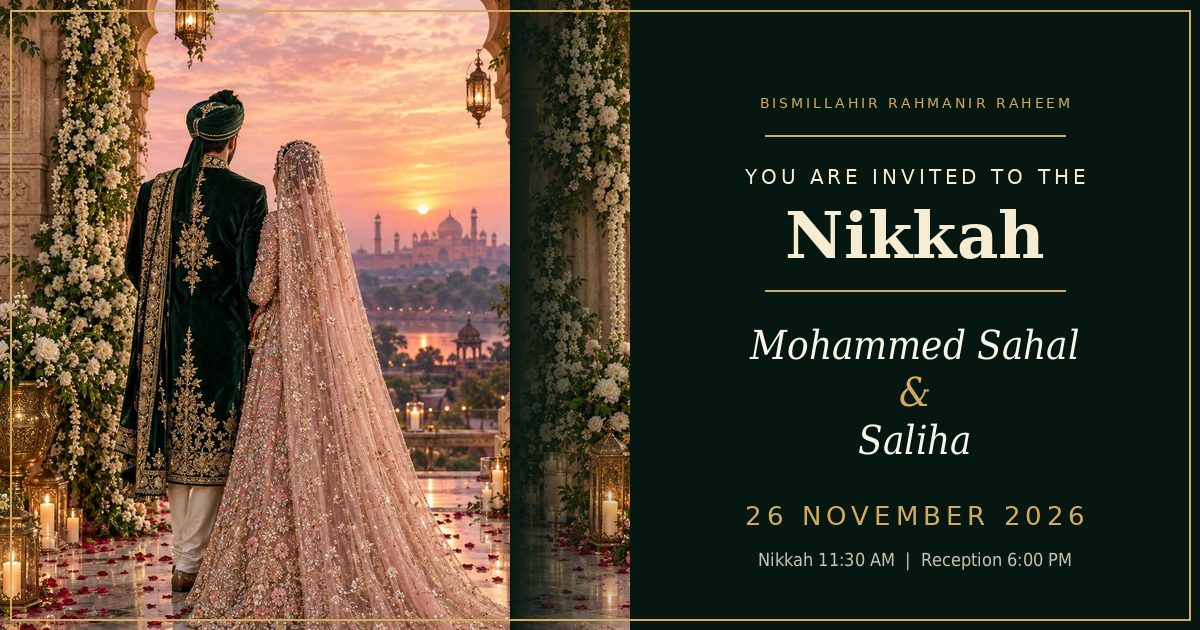 BISMILLAHIR RAHMANIR RAHEEM
YOU ARE INVITED TO THE
Nikkah
Mohammed Sahal
&
Saliha
26 NOVEMBER 2026
Nikkah 11:30 AM | Reception 6:00 PM